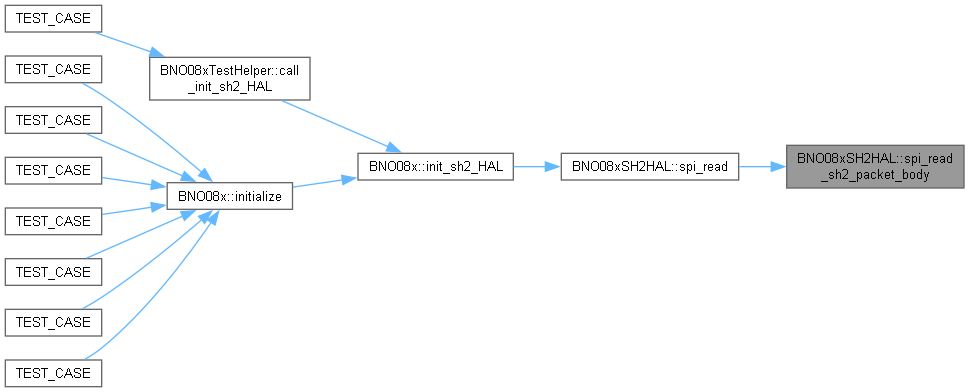 TEST_CASE
TEST_CASE
BNO08xTestHelper::call
_init_sh2_HAL
TEST_CASE
TEST_CASE
BNO08x::init_sh2_HAL
BNO08xSH2HAL::spi_read
BNO08xSH2HAL::spi_read
_sh2_packet_body
BNO08x::initialize
TEST_CASE
TEST_CASE
TEST_CASE
TEST_CASE